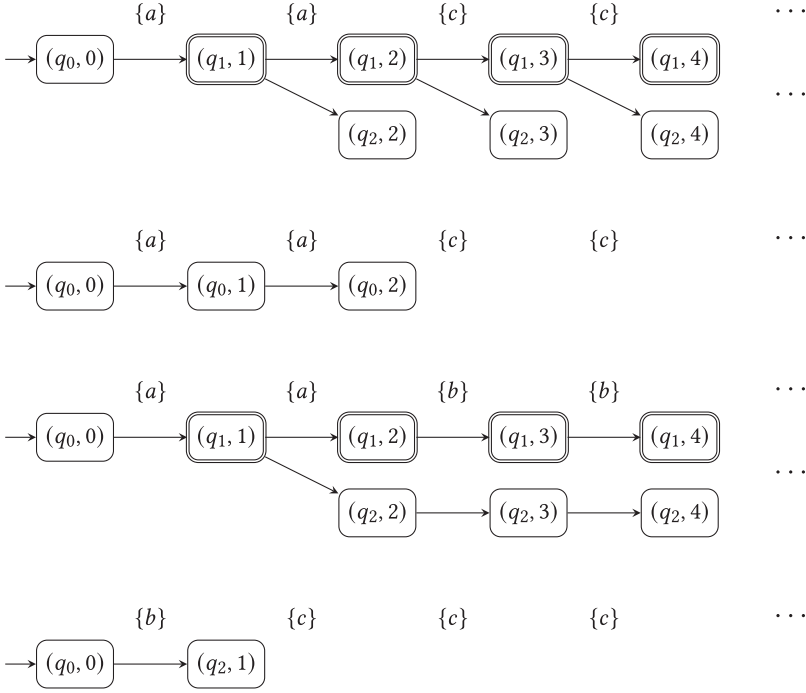 {a} {a} {c} {c} ···
(q₀, 0) (q₁, 1) (q₁, 2) (q₁, 3) (q₁, 4)
···
(q₂, 2) (q₂, 3) (q₂, 4)
{a} {a} {c} {c} ···
(q₀, 0) (q₀, 1) (q₀, 2)
{a} {a} {b} {b} ···
(q₀, 0) (q₁, 1) (q₁, 2) (q₁, 3) (q₁, 4)
···
(q₂, 2) (q₂, 3) (q₂, 4)
{b} {c} {c} {c} ···
(q₀, 0) (q₂, 1)